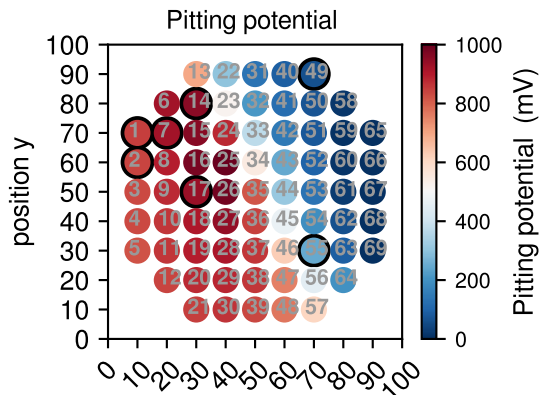 Pitting potential
100
90 13 22 31 40 49
80 6 14 23 32 41 50 58
70 1 7 15 24 33 42 51 59 65
60 2 8 16 25 34 43 52 60 66
50 3 9 17 26 35 44 53 61 67
40 4 10 18 27 36 45 54 62 68
30 5 11 19 28 37 46 55 63 69
20 12 20 29 38 47 56 64
10 21 30 39 48 57
0
position y
0 10 20 30 40 50 60 70 80 90 100
1000
800
600
400
200
0
Pitting potential (mV)